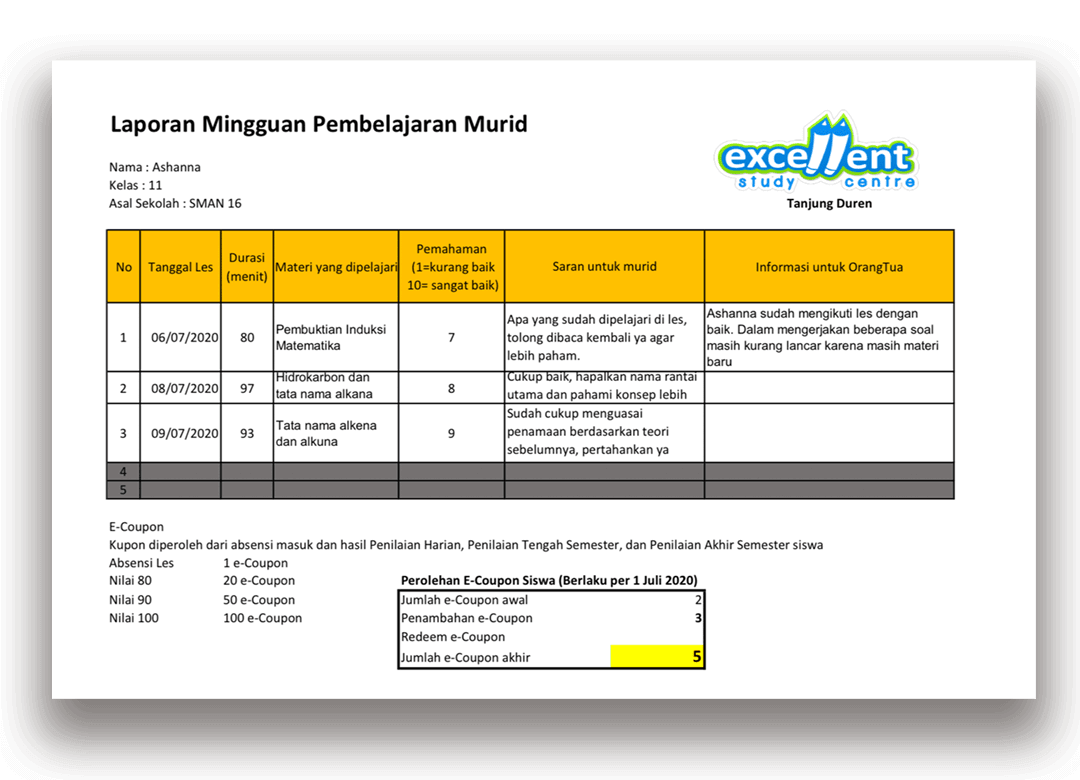 Laporan Mingguan Pembelajaran Murid
excellent
study centre
Tanjung Duren
Nama : Ashanna
Kelas : 11
Asal Sekolah : SMAN 16
No
Tanggal Les
Durasi
(menit)
Materi yang dipelajari
Pemahaman
(1=kurang baik
10= sangat baik)
Saran untuk murid
Informasi untuk OrangTua
1
06/07/2020
80
Pembuktian Induksi
Matematika
7
Apa yang sudah dipelajari di les,
tolong dibaca kembali ya agar
lebih paham.
Ashanna sudah mengikuti les dengan
baik. Dalam mengerjakan beberapa soal
masih kurang lancar karena masih materi
baru
2
08/07/2020
97
Hidrokarbon dan
tata nama alkana
8
Cukup baik, hapalkan nama rantai
utama dan pahami konsep lebih
3
09/07/2020
93
Tata nama alkena
dan alkuna
9
Sudah cukup menguasai
penamaan berdasarkan teori
sebelumnya, pertahankan ya
4
5
E-Coupon
Kupon diperoleh dari absensi masuk dan hasil Penilaian Harian, Penilaian Tengah Semester, dan Penilaian Akhir Semester siswa
Absensi Les 1 e-Coupon
Nilai 80 20 e-Coupon
Nilai 90 50 e-Coupon
Nilai 100 100 e-Coupon
Perolehan E-Coupon Siswa (Berlaku per 1 Juli 2020)
Jumlah e-Coupon awal 2
Penambahan e-Coupon 3
Redeem e-Coupon
Jumlah e-Coupon akhir 5